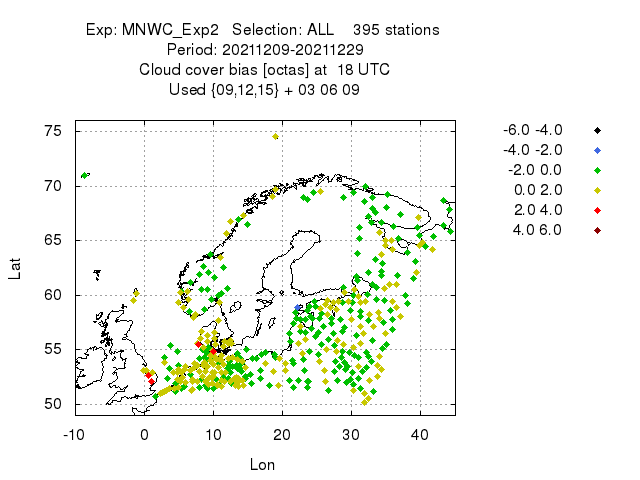 Exp: MNWC_Exp2 Selection: ALL 395 stations
Period: 20211209-20211229
Cloud cover bias [octas] at 18 UTC
Used {09,12,15} + 03 06 09
75
70
65
60
55
50
-10 0 10 20 30 40
Lat
Lon
-6.0 -4.0
-4.0 -2.0
-2.0 0.0
0.0 2.0
2.0 4.0
4.0 6.0